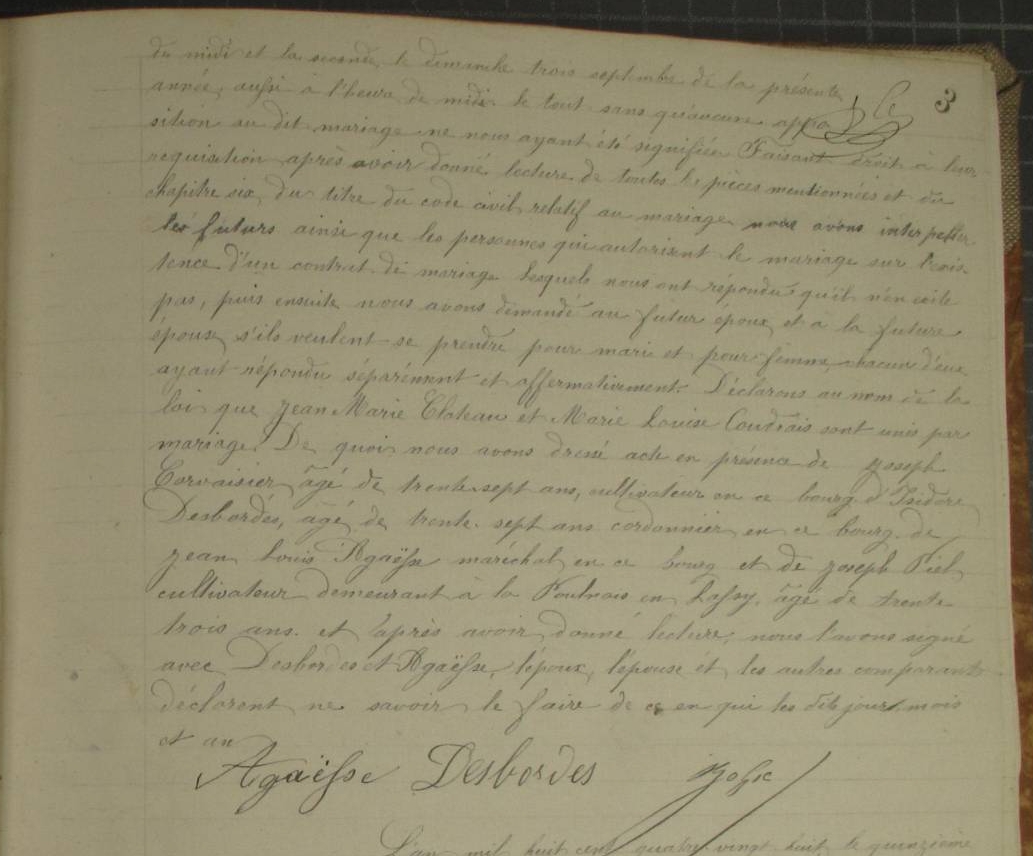 3
du midi et la seconde, le dimanche trois septembre de la présente
année, aussi à l'heure de midi le tout sans qu'aucune oppo
sition au dit mariage ne nous ayant été signifiée Faisant droit à leur
requisition après avoir donné lecture de toutes les pièces mentionnées et du
chapitre six, du titre du code civil relatif au mariage nous avons interpeller
les futurs ainsi que les personnes qui autorisent le mariage sur l'exis
tence d'un contrat de mariage lesquels nous ont répondu qu'il n'en existe
pas, puis ensuite nous avons demandé au futur époux et à la future
épouse s'ils veulent se prendre pour mari et pour femme chacun d'eux
ayant répondu séparément et affermativement. Déclarons au nom de la
loi que Jean Marie Cloleau et Marie Louise Coudrais sont unis par
mariage. De quoi nous avons dressé acte en présence de Joseph
Corvaisier âgé de trente sept ans, cultivateur en ce bourg d'Isidore
Desbordes, âgé de trente-sept ans cordonnier en ce bourg de
Jean Louis Agaësse maréchal en ce bourg et de Joseph Piel
cultivateur demeurant à la en Lassy, âgé de trente
trois ans. et après avoir donné lecture, nous l'avons signé
avec Desbordes et Agaësse, l'époux, l'épouse et les autres comparants
déclarent ne savoir le faire de ce en qui les dits jour, mois
et an
Agaësse Desbordes
L'an mil huit cent quatre vingt huit le quinzième